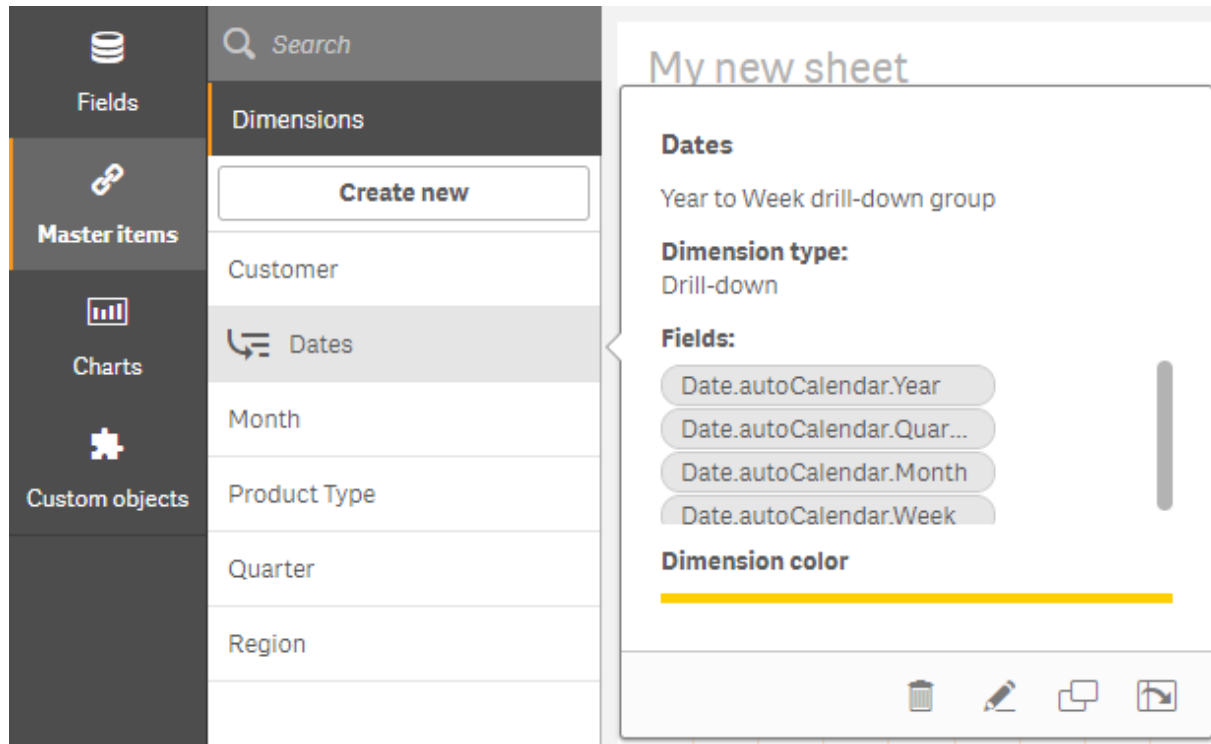 Fields
Master items
Charts
Custom objects
Search
Dimensions
Create new
Customer
Dates
Month
Product Type
Quarter
Region
My new sheet
Dates
Year to Week drill-down group
Dimension type:
Drill-down
Fields:
Date.autoCalendar.Year
Date.autoCalendar.Quar...
Date.autoCalendar.Month
Date.autoCalendar.Week
Dimension color